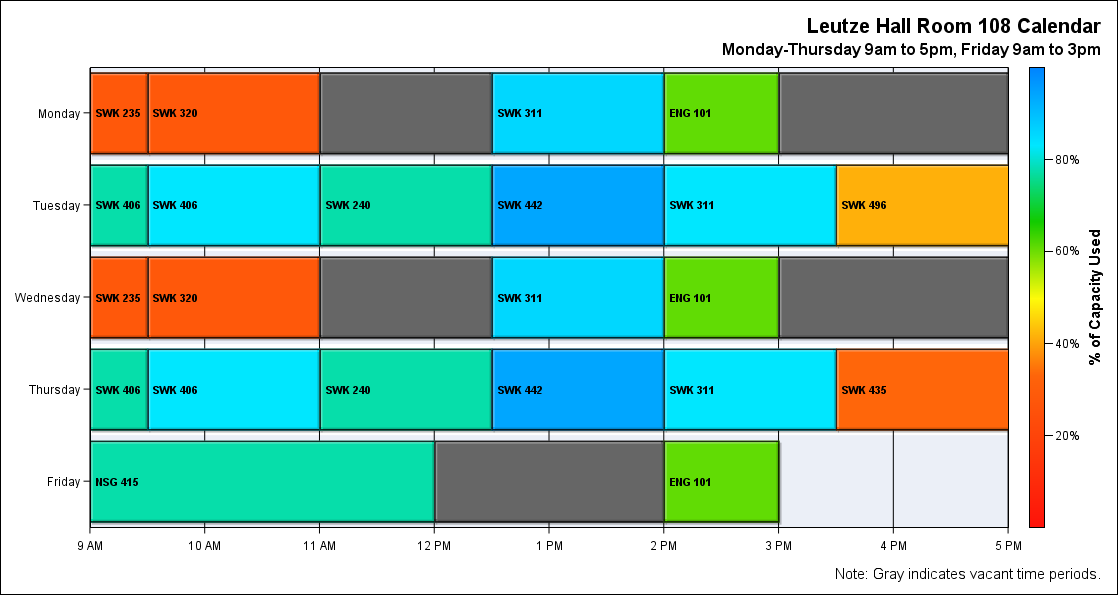 Leutze Hall Room 108 Calendar
Monday-Thursday 9am to 5pm, Friday 9am to 3pm
Monday
SWK 235
SWK 320
SWK 311
ENG 101
Tuesday
SWK 406
SWK 406
SWK 240
SWK 442
SWK 311
SWK 496
Wednesday
SWK 235
SWK 320
SWK 311
ENG 101
Thursday
SWK 406
SWK 406
SWK 240
SWK 442
SWK 311
SWK 435
Friday
NSG 415
ENG 101
9 AM
10 AM
11 AM
12 PM
1 PM
2 PM
3 PM
4 PM
5 PM
80%
60%
40%
20%
% of Capacity Used
Note: Gray indicates vacant time periods.